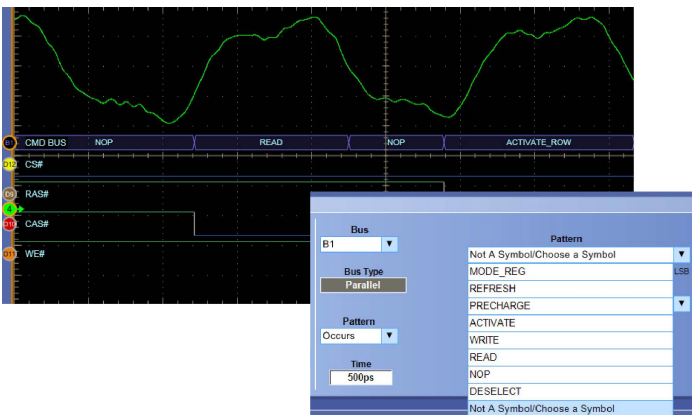 B1 CMD BUS NOP READ NOP ACTIVATE_ROW
D12 CS#
D9 RAS#
4
D10 CAS#
D11 WE#
Bus
B1
Bus Type
Parallel
Pattern
Occurs
Time
500ps
Pattern
Not A Symbol/Choose a Symbol
LSB
MODE_REG
REFRESH
PRECHARGE
ACTIVATE
WRITE
READ
NOP
DESELECT
Not A Symbol/Choose a Symbol